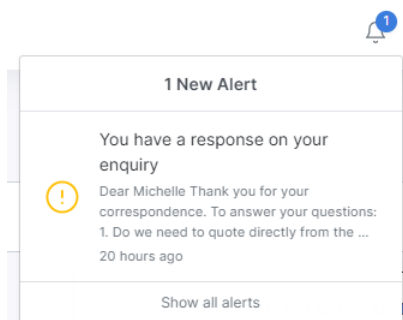 1
1 New Alert
You have a response on your
enquiry
Dear Michelle Thank you for your
correspondence. To answer your questions:
1. Do we need to quote directly from the ...
20 hours ago
Show all alerts